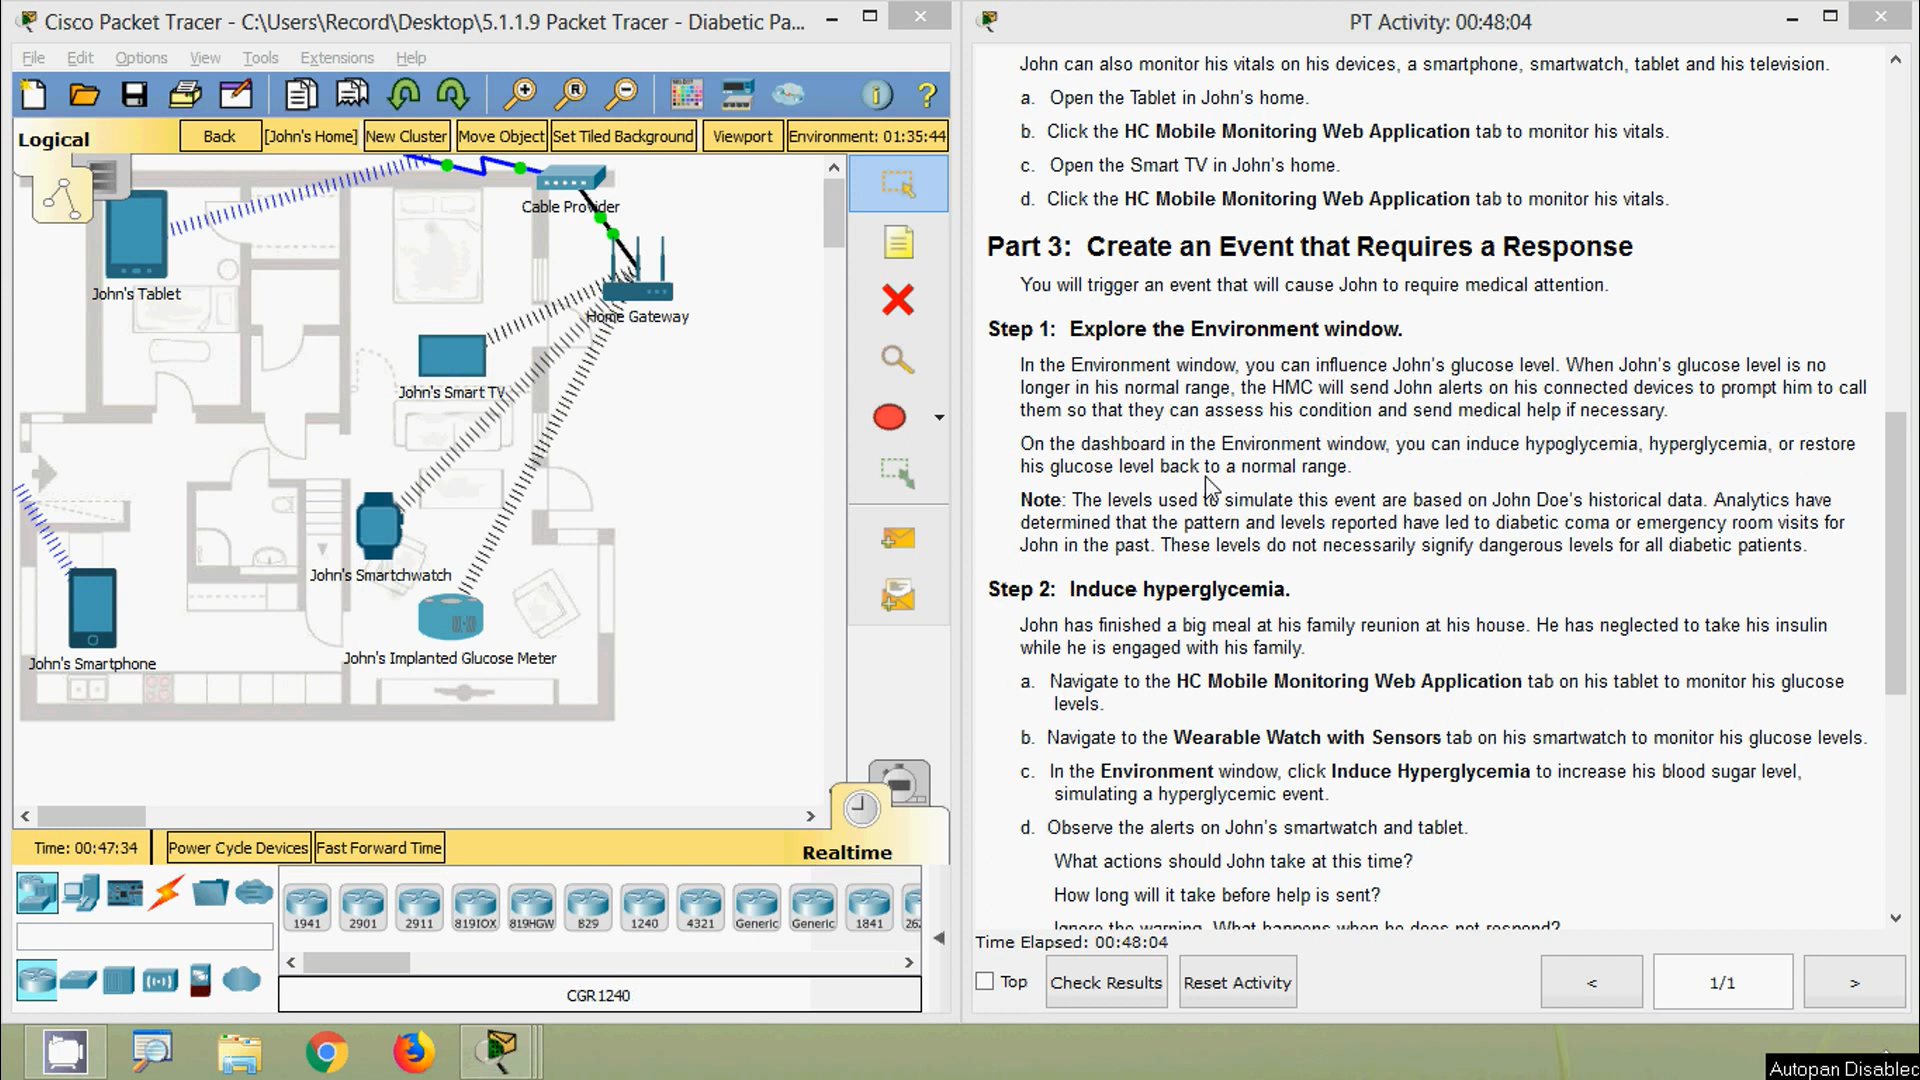 Cisco Packet Tracer - C:\Users\Record\Desktop\5.1.1.9 Packet Tracer - Diabetic Pa...
File Edit Options View Tools Extensions Help
Logical
Back
[John's Home]
New Cluster
Move Object
Set Tiled Background
Viewport
Environment: 01:35:44
Cable Provider
John's Tablet
Home Gateway
John's Smart TV
John's Smartchwatch
John's Smartphone
John's Implanted Glucose Meter
Time: 00:47:34
Power Cycle Devices
Fast Forward Time
Realtime
1941 2901 2911 819IOX 819HGW 829 1240 4321 Generic Generic 1841
CGR1240
PT Activity: 00:48:04
John can also monitor his vitals on his devices, a smartphone, smartwatch, tablet and his television.
a. Open the Tablet in John's home.
b. Click the HC Mobile Monitoring Web Application tab to monitor his vitals.
c. Open the Smart TV in John's home.
d. Click the HC Mobile Monitoring Web Application tab to monitor his vitals.
Part 3: Create an Event that Requires a Response
You will trigger an event that will cause John to require medical attention.
Step 1: Explore the Environment window.
In the Environment window, you can influence John's glucose level. When John's glucose level is no
longer in his normal range, the HMC will send John alerts on his connected devices to prompt him to call
them so that they can assess his condition and send medical help if necessary.
On the dashboard in the Environment window, you can induce hypoglycemia, hyperglycemia, or restore
his glucose level back to a normal range.
Note: The levels used to simulate this event are based on John Doe's historical data. Analytics have
determined that the pattern and levels reported have led to diabetic coma or emergency room visits for
John in the past. These levels do not necessarily signify dangerous levels for all diabetic patients.
Step 2: Induce hyperglycemia.
John has finished a big meal at his family reunion at his house. He has neglected to take his insulin
while he is engaged with his family.
a. Navigate to the HC Mobile Monitoring Web Application tab on his tablet to monitor his glucose
levels.
b. Navigate to the Wearable Watch with Sensors tab on his smartwatch to monitor his glucose levels.
c. In the Environment window, click Induce Hyperglycemia to increase his blood sugar level,
simulating a hyperglycemic event.
d. Observe the alerts on John's smartwatch and tablet.
What actions should John take at this time?
How long will it take before help is sent?
Ignore the warning. What happens when he does not respond?
Time Elapsed: 00:48:04
Top
Check Results
Reset Activity
<
1/1
>
Autopan Disabled